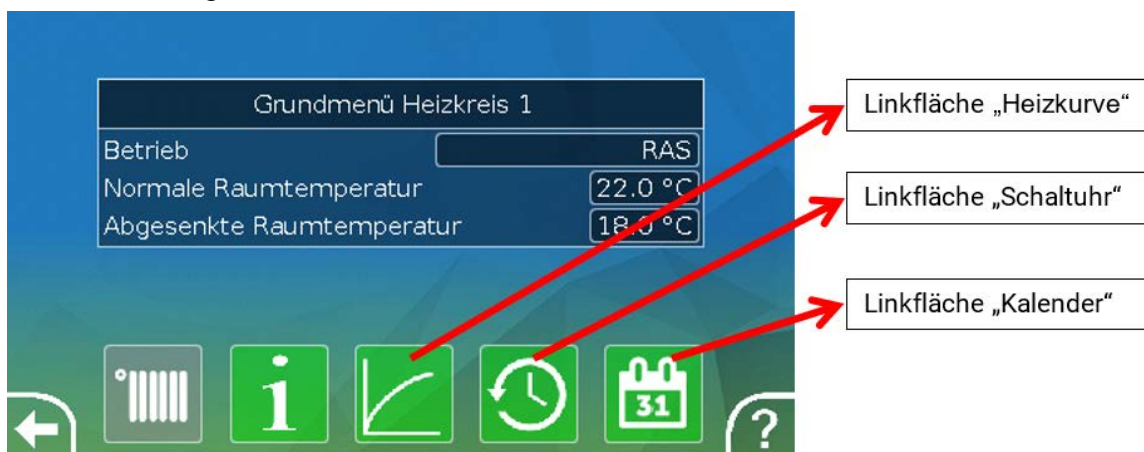 Grundmenü Heizkreis 1
Betrieb RAS
Normale Raumtemperatur 22.0 °C
Abgesenkte Raumtemperatur 18.0 °C
Linkfläche „Heizkurve“
Linkfläche „Schaltuhr“
Linkfläche „Kalender“
i
31
?